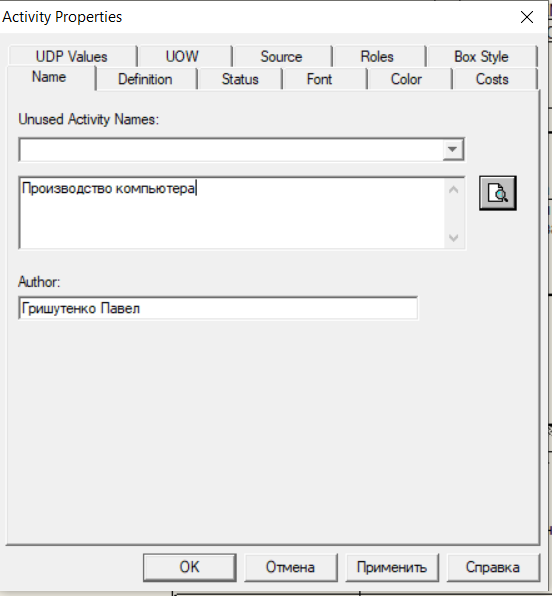 Activity Properties
UDP Values UOW Source Roles Box Style
Name Definition Status Font Color Costs
Unused Activity Names:
Производство компьютера
Author:
Гришутенко Павел
OK Отмена Применить Справка